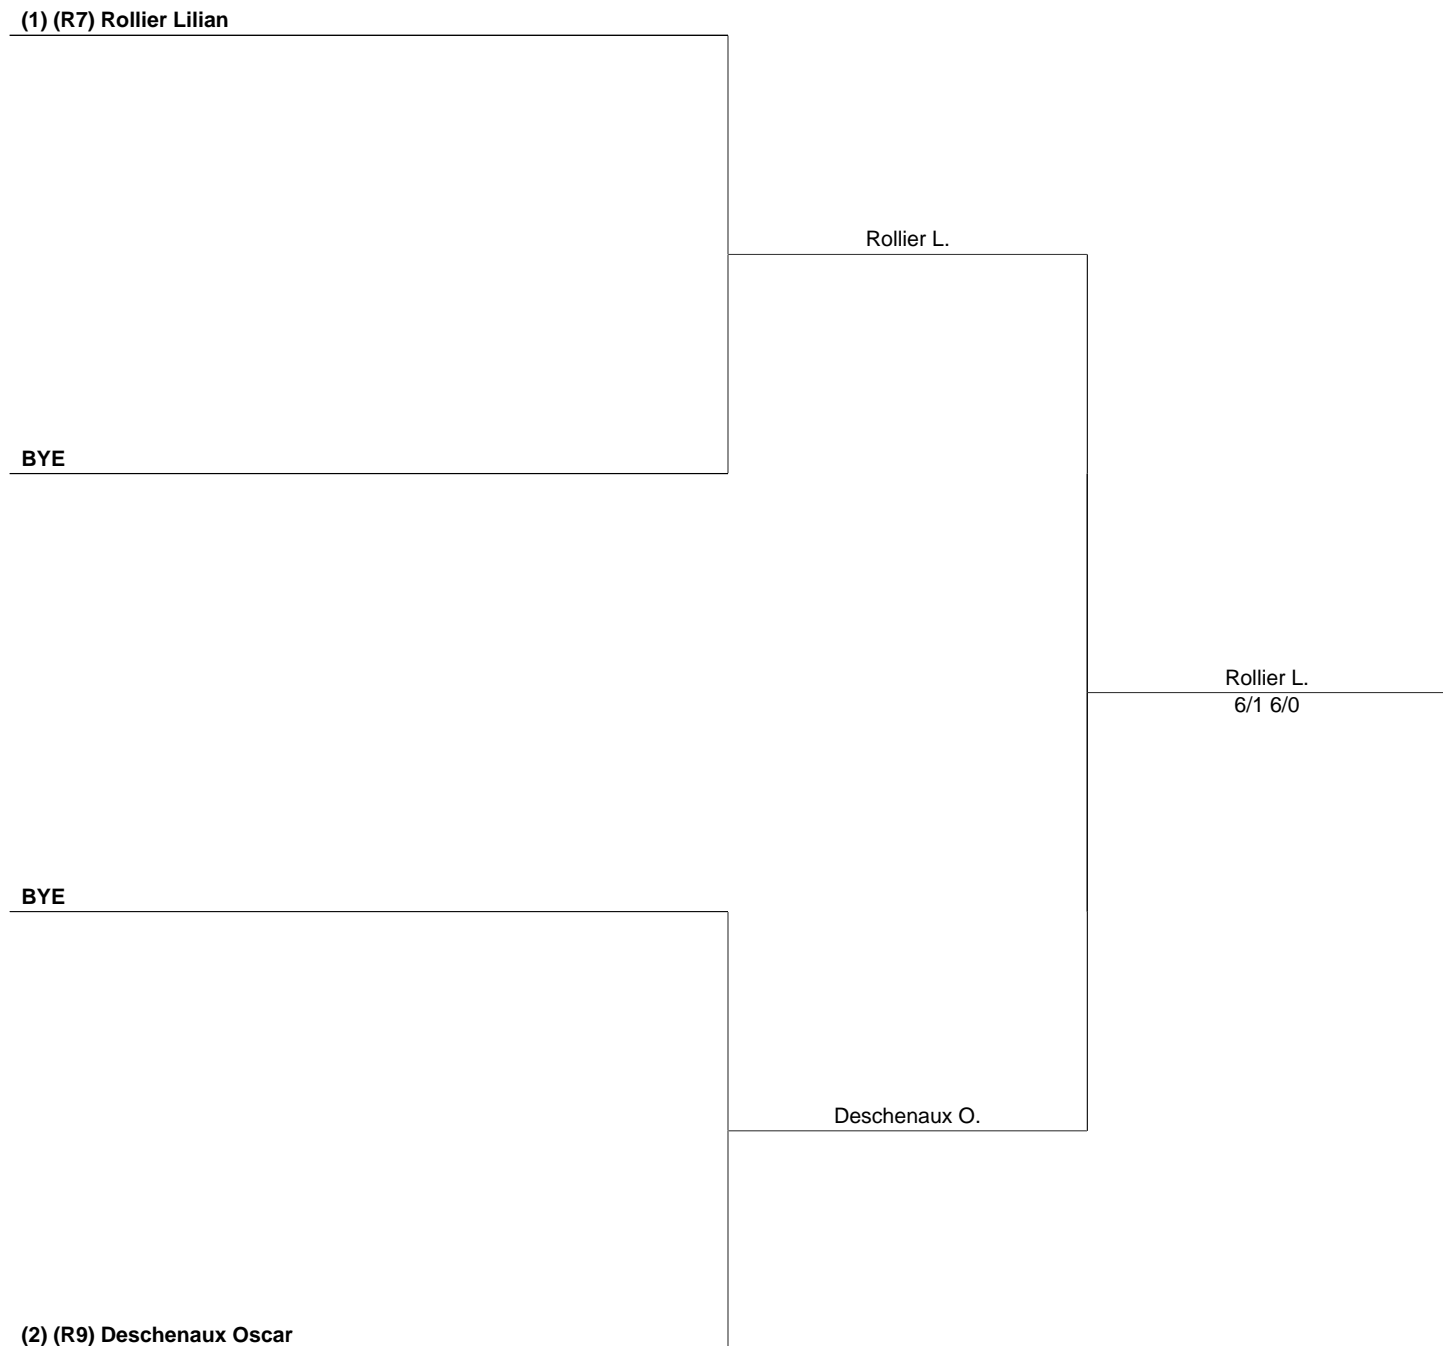 (1) (R7) Rollier Lilian
Rollier L.
BYE
Rollier L.
6/1 6/0
BYE
Deschenaux O.
(2) (R9) Deschenaux Oscar